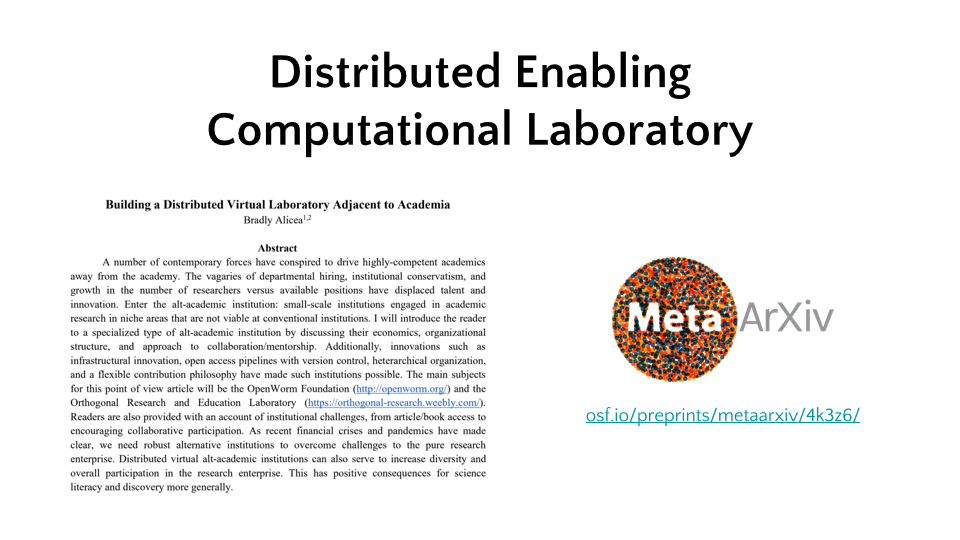 Distributed Enabling
Computational Laboratory
Building a Distributed Virtual Laboratory Adjacent to Academia
Bradly Alicea1,2
Abstract
A number of contemporary forces have conspired to drive highly-competent academics
away from the academy. The vagaries of departmental hiring, institutional conservatism, and
growth in the number of researchers versus available positions have displaced talent and
innovation. Enter the alt-academic institution: small-scale institutions engaged in academic
research in niche areas that are not viable at conventional institutions. I will introduce the reader
to a specialized type of alt-academic institution by discussing their economics, organizational
structure, and approach to collaboration/mentorship. Additionally, innovations such as
infrastructural innovation, open access pipelines with version control, heterarchical organization,
and a flexible contribution philosophy have made such institutions possible. The main subjects
for this point of view article will be the OpenWorm Foundation (http://openworm.org/) and the
Orthogonal Research and Education Laboratory (https://orthogonal-research.weebly.com/).
Readers are also provided with an account of institutional challenges, from article/book access to
encouraging collaborative participation. As recent financial crises and pandemics have made
clear, we need robust alternative institutions to overcome challenges to the pure research
enterprise. Distributed virtual alt-academic institutions can also serve to increase diversity and
overall participation in the research enterprise. This has positive consequences for science
literacy and discovery more generally.
MetaArXiv
osf.io/preprints/metaarxiv/4k3z6/